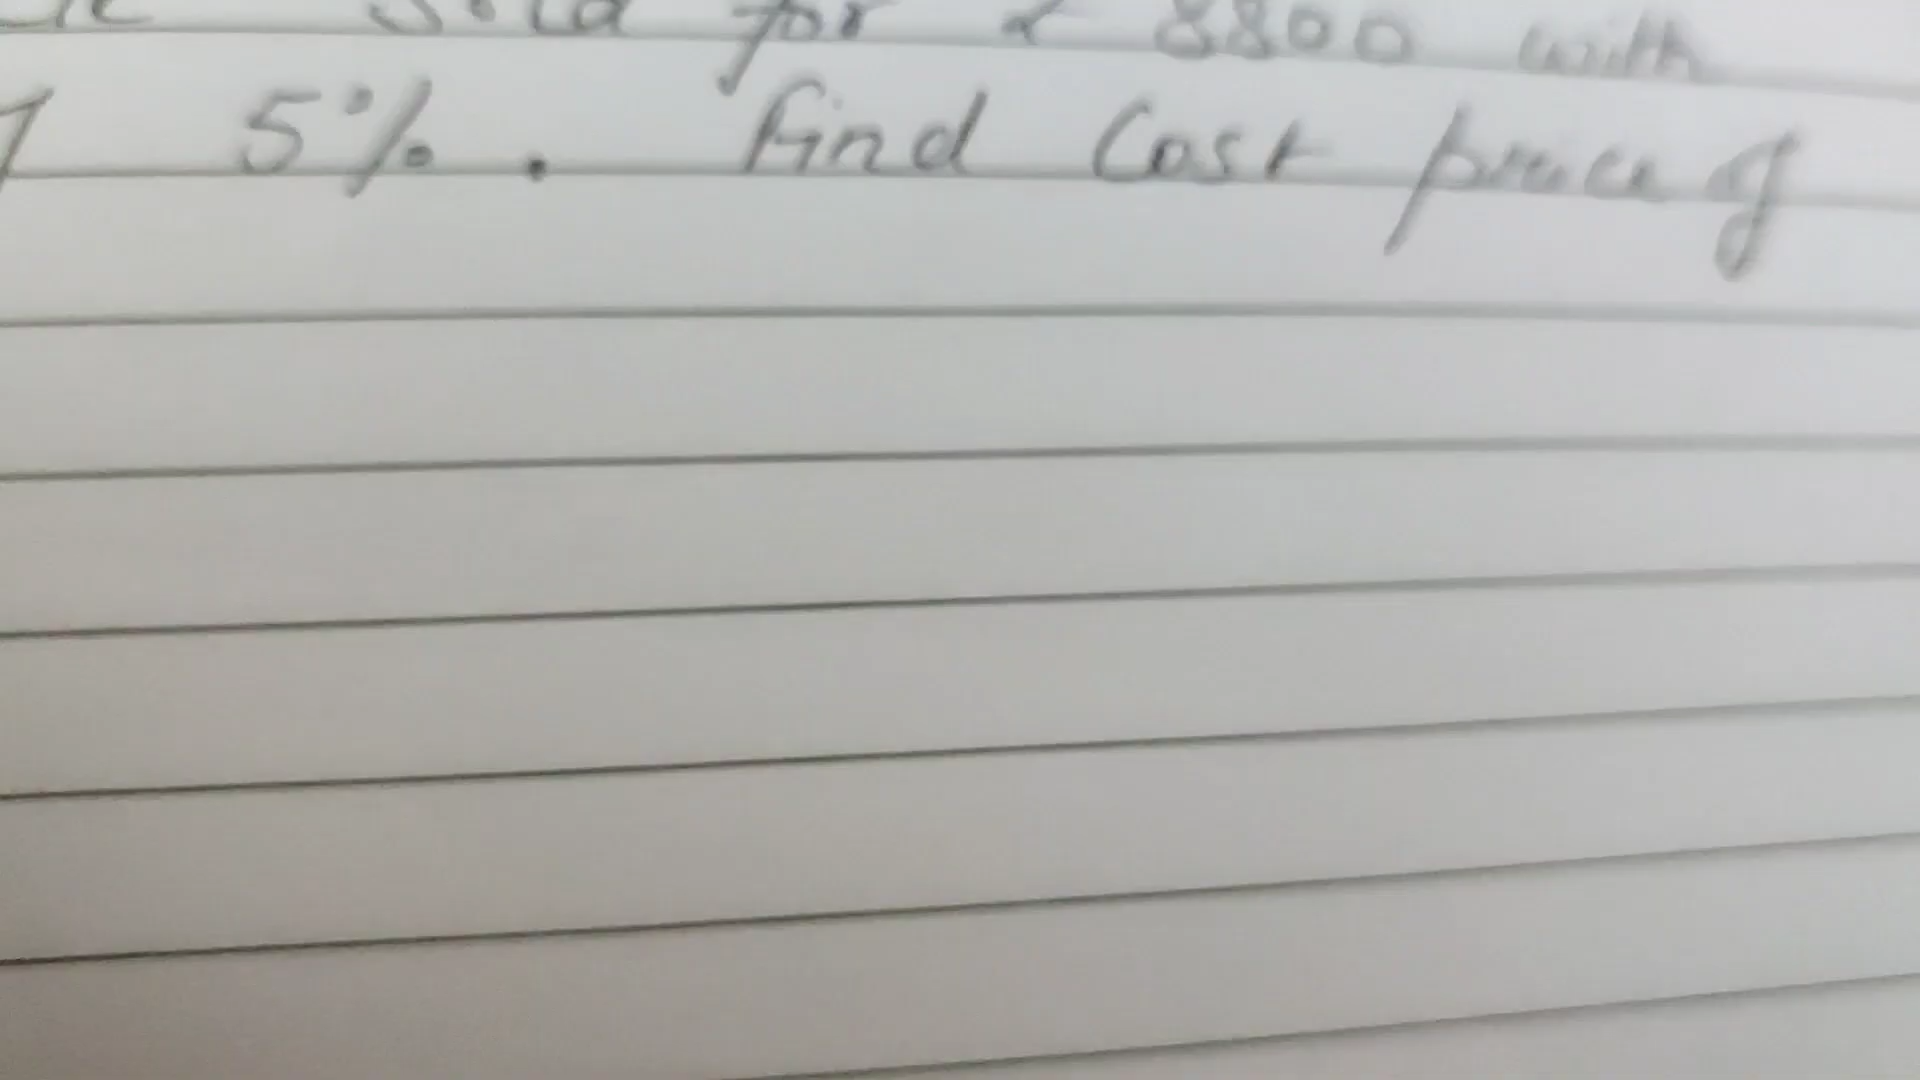 sold for ₹ 8800 with
5%. Find Cost price of